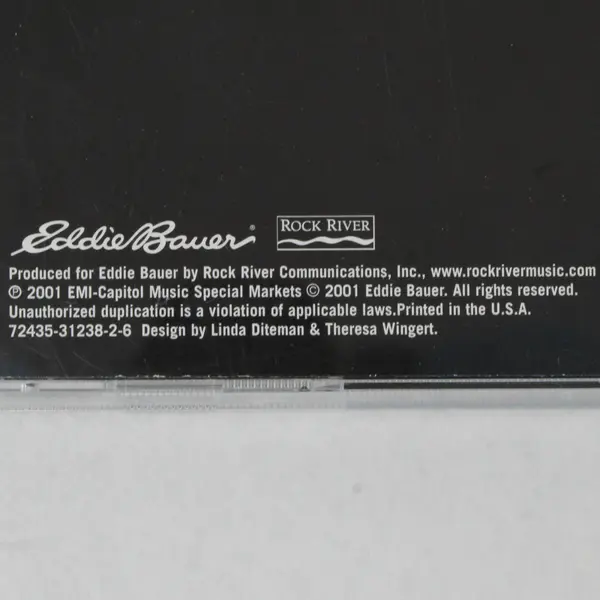 Eddie Bauer®
ROCK RIVER
Produced for Eddie Bauer by Rock River Communications, Inc., www.rockrivermusic.com
℗ 2001 EMI-Capitol Music Special Markets © 2001 Eddie Bauer. All rights reserved.
Unauthorized duplication is a violation of applicable laws.Printed in the U.S.A.
72435-31238-2-6 Design by Linda Diteman & Theresa Wingert.